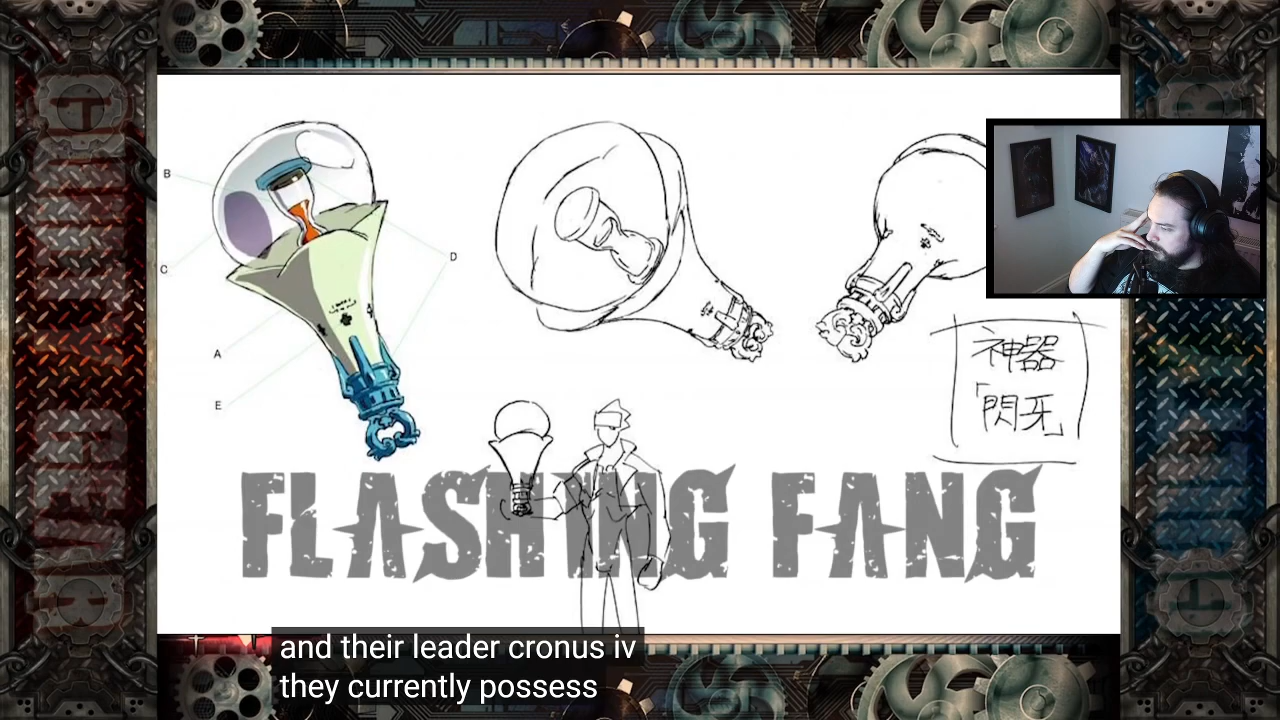 B
C
D
A
E
神器
「閃牙」
FLASHING FANG
and their leader cronus iv
they currently possess